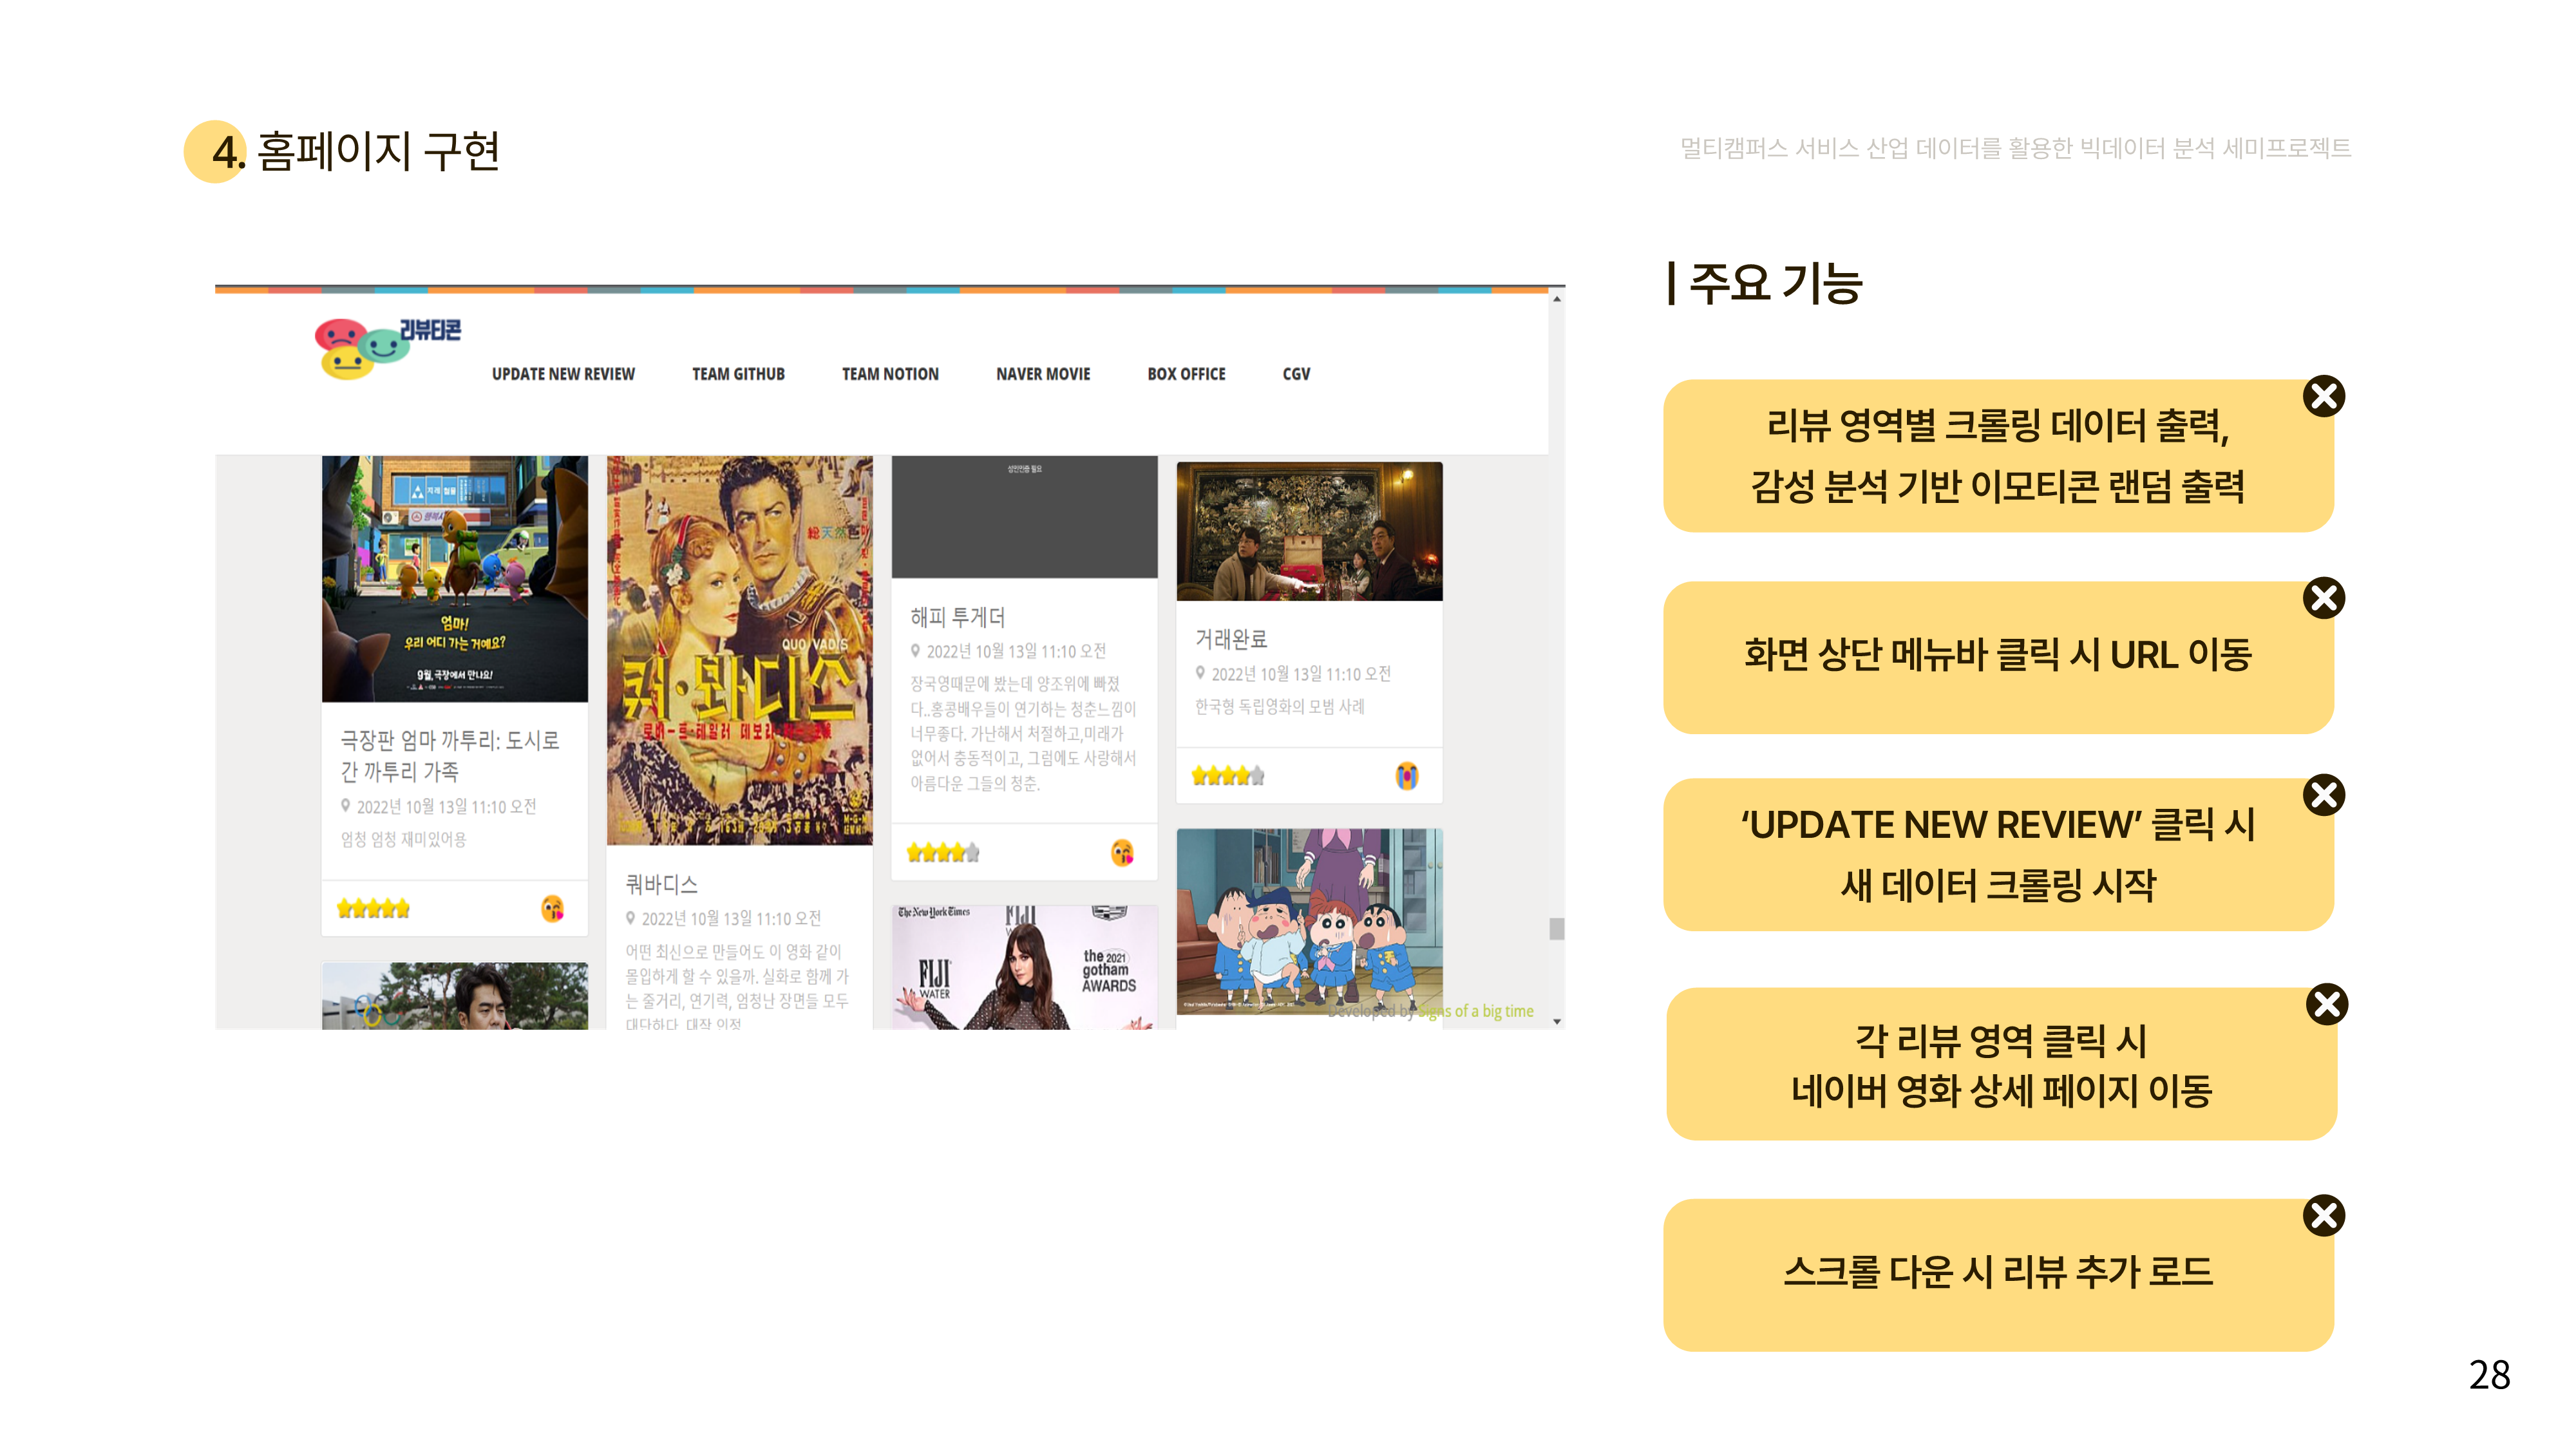 4. 홈페이지 구현
멀티캠퍼스 서비스 산업 데이터를 활용한 빅데이터 분석 세미프로젝트
리뷰티콘
UPDATE NEW REVIEW
TEAM GITHUB
TEAM NOTION
NAVER MOVIE
BOX OFFICE
CGV
엄마!
우리 어디 가는 거예요?
9월, 극장에서 만나요!
극장판 엄마 까투리: 도시로
간 까투리 가족
2022년 10월 13일 11:10 오전
엄청 엄청 재미있어용
總天然色
QUO VADIS
쿼·봐디스
로버-트·테일러 데보라
쿼바디스
2022년 10월 13일 11:10 오전
어떤 최신으로 만들어도 이 영화 같이
몰입하게 할 수 있을까. 실화로 함께 가
는 줄거리, 연기력, 엄청난 장면들 모두
대단하다. 대작 인정
성인인증 필요
해피 투게더
2022년 10월 13일 11:10 오전
장국영때문에 봤는데 양조위에 빠졌
다..홍콩배우들이 연기하는 청춘느낌이
너무좋다. 가난해서 처절하고,미래가
없어서 충동적이고, 그럼에도 사랑해서
아름다운 그들의 청춘.
The New York Times
FIJI
FIJI
WATER
the 2021
gotham
AWARDS
거래완료
2022년 10월 13일 11:10 오전
한국형 독립영화의 모범 사례
Developed by signs of a big time
| 주요 기능
리뷰 영역별 크롤링 데이터 출력,
감성 분석 기반 이모티콘 랜덤 출력
화면 상단 메뉴바 클릭 시 URL 이동
‘UPDATE NEW REVIEW’ 클릭 시
새 데이터 크롤링 시작
각 리뷰 영역 클릭 시
네이버 영화 상세 페이지 이동
스크롤 다운 시 리뷰 추가 로드
28